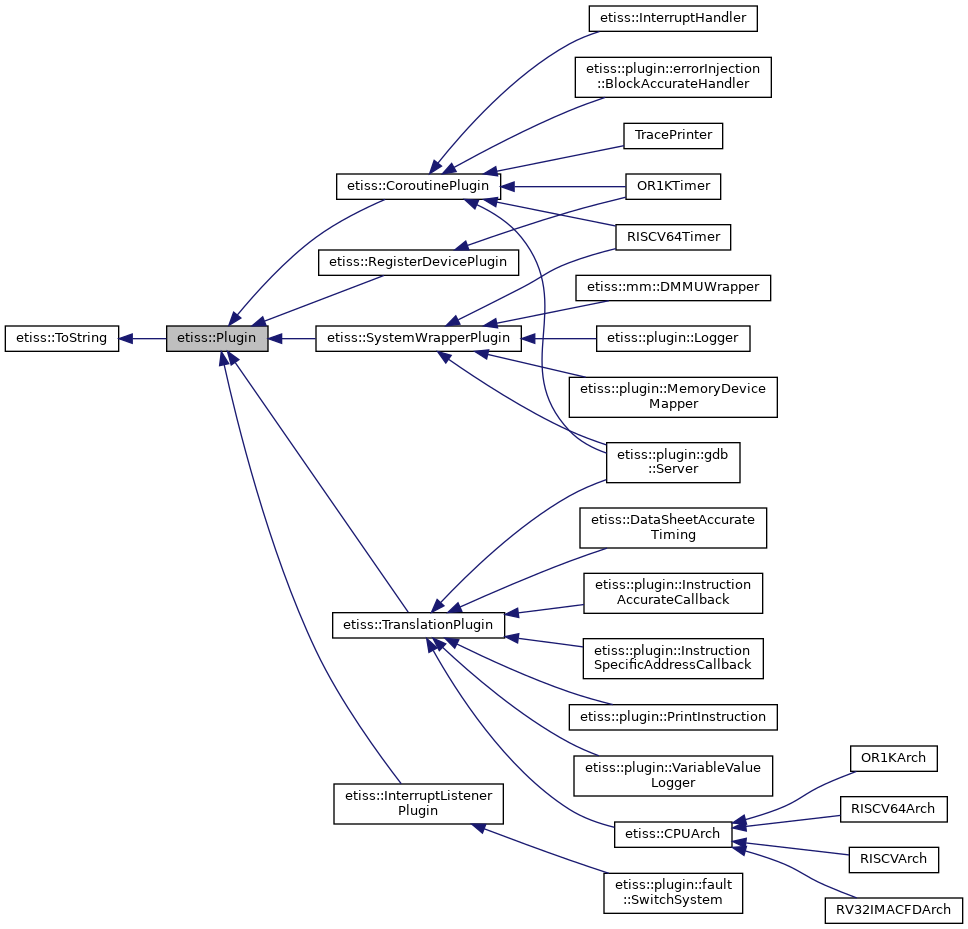 etiss::InterruptHandler
etiss::plugin::errorInjection
::BlockAccurateHandler
TracePrinter
etiss::CoroutinePlugin
OR1KTimer
RISCV64Timer
etiss::RegisterDevicePlugin
etiss::mm::DMMUWrapper
etiss::ToString
etiss::Plugin
etiss::SystemWrapperPlugin
etiss::plugin::Logger
etiss::plugin::MemoryDevice
Mapper
etiss::plugin::gdb
::Server
etiss::DataSheetAccurate
Timing
etiss::plugin::Instruction
AccurateCallback
etiss::TranslationPlugin
etiss::plugin::Instruction
SpecificAddressCallback
etiss::plugin::PrintInstruction
etiss::plugin::VariableValue
Logger
OR1KArch
etiss::InterruptListener
Plugin
RISCV64Arch
etiss::CPUArch
RISCVArch
etiss::plugin::fault
::SwitchSystem
RV32IMACFDArch